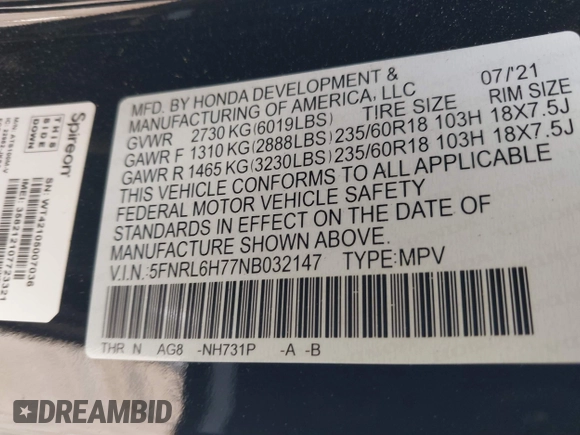 MFD. BY HONDA DEVELOPMENT & 07/'21
MANUFACTURING OF AMERICA, LLC
TIRE SIZE RIM SIZE
GVWR 2730 KG(6019LBS)
GAWR F 1310 KG(2888LBS) 235/60R18 103H 18X7.5J
GAWR R 1465 KG(3230LBS) 235/60R18 103H 18X7.5J
THIS VEHICLE CONFORMS TO ALL APPLICABLE
FEDERAL MOTOR VEHICLE SAFETY
STANDARDS IN EFFECT ON THE DATE OF
MANUFACTURE SHOWN ABOVE.
V.I.N.:5FNRL6H77NB032147 TYPE:MPV
THR N AG8 -NH731P -A -B
Spireon
THIS
SIDE
DOWN
DREAMBID